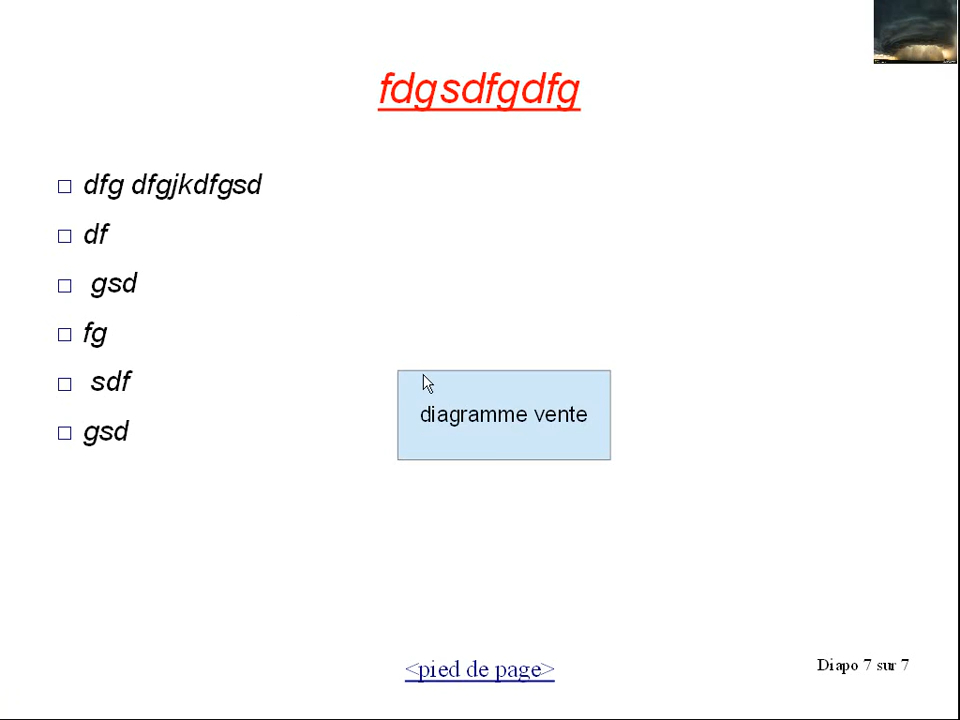 fdgsdfgdfg
dfg dfgjkdfgsd
df
gsd
fg
sdf
gsd
diagramme vente
<pied de page>
Diapo 7 sur 7